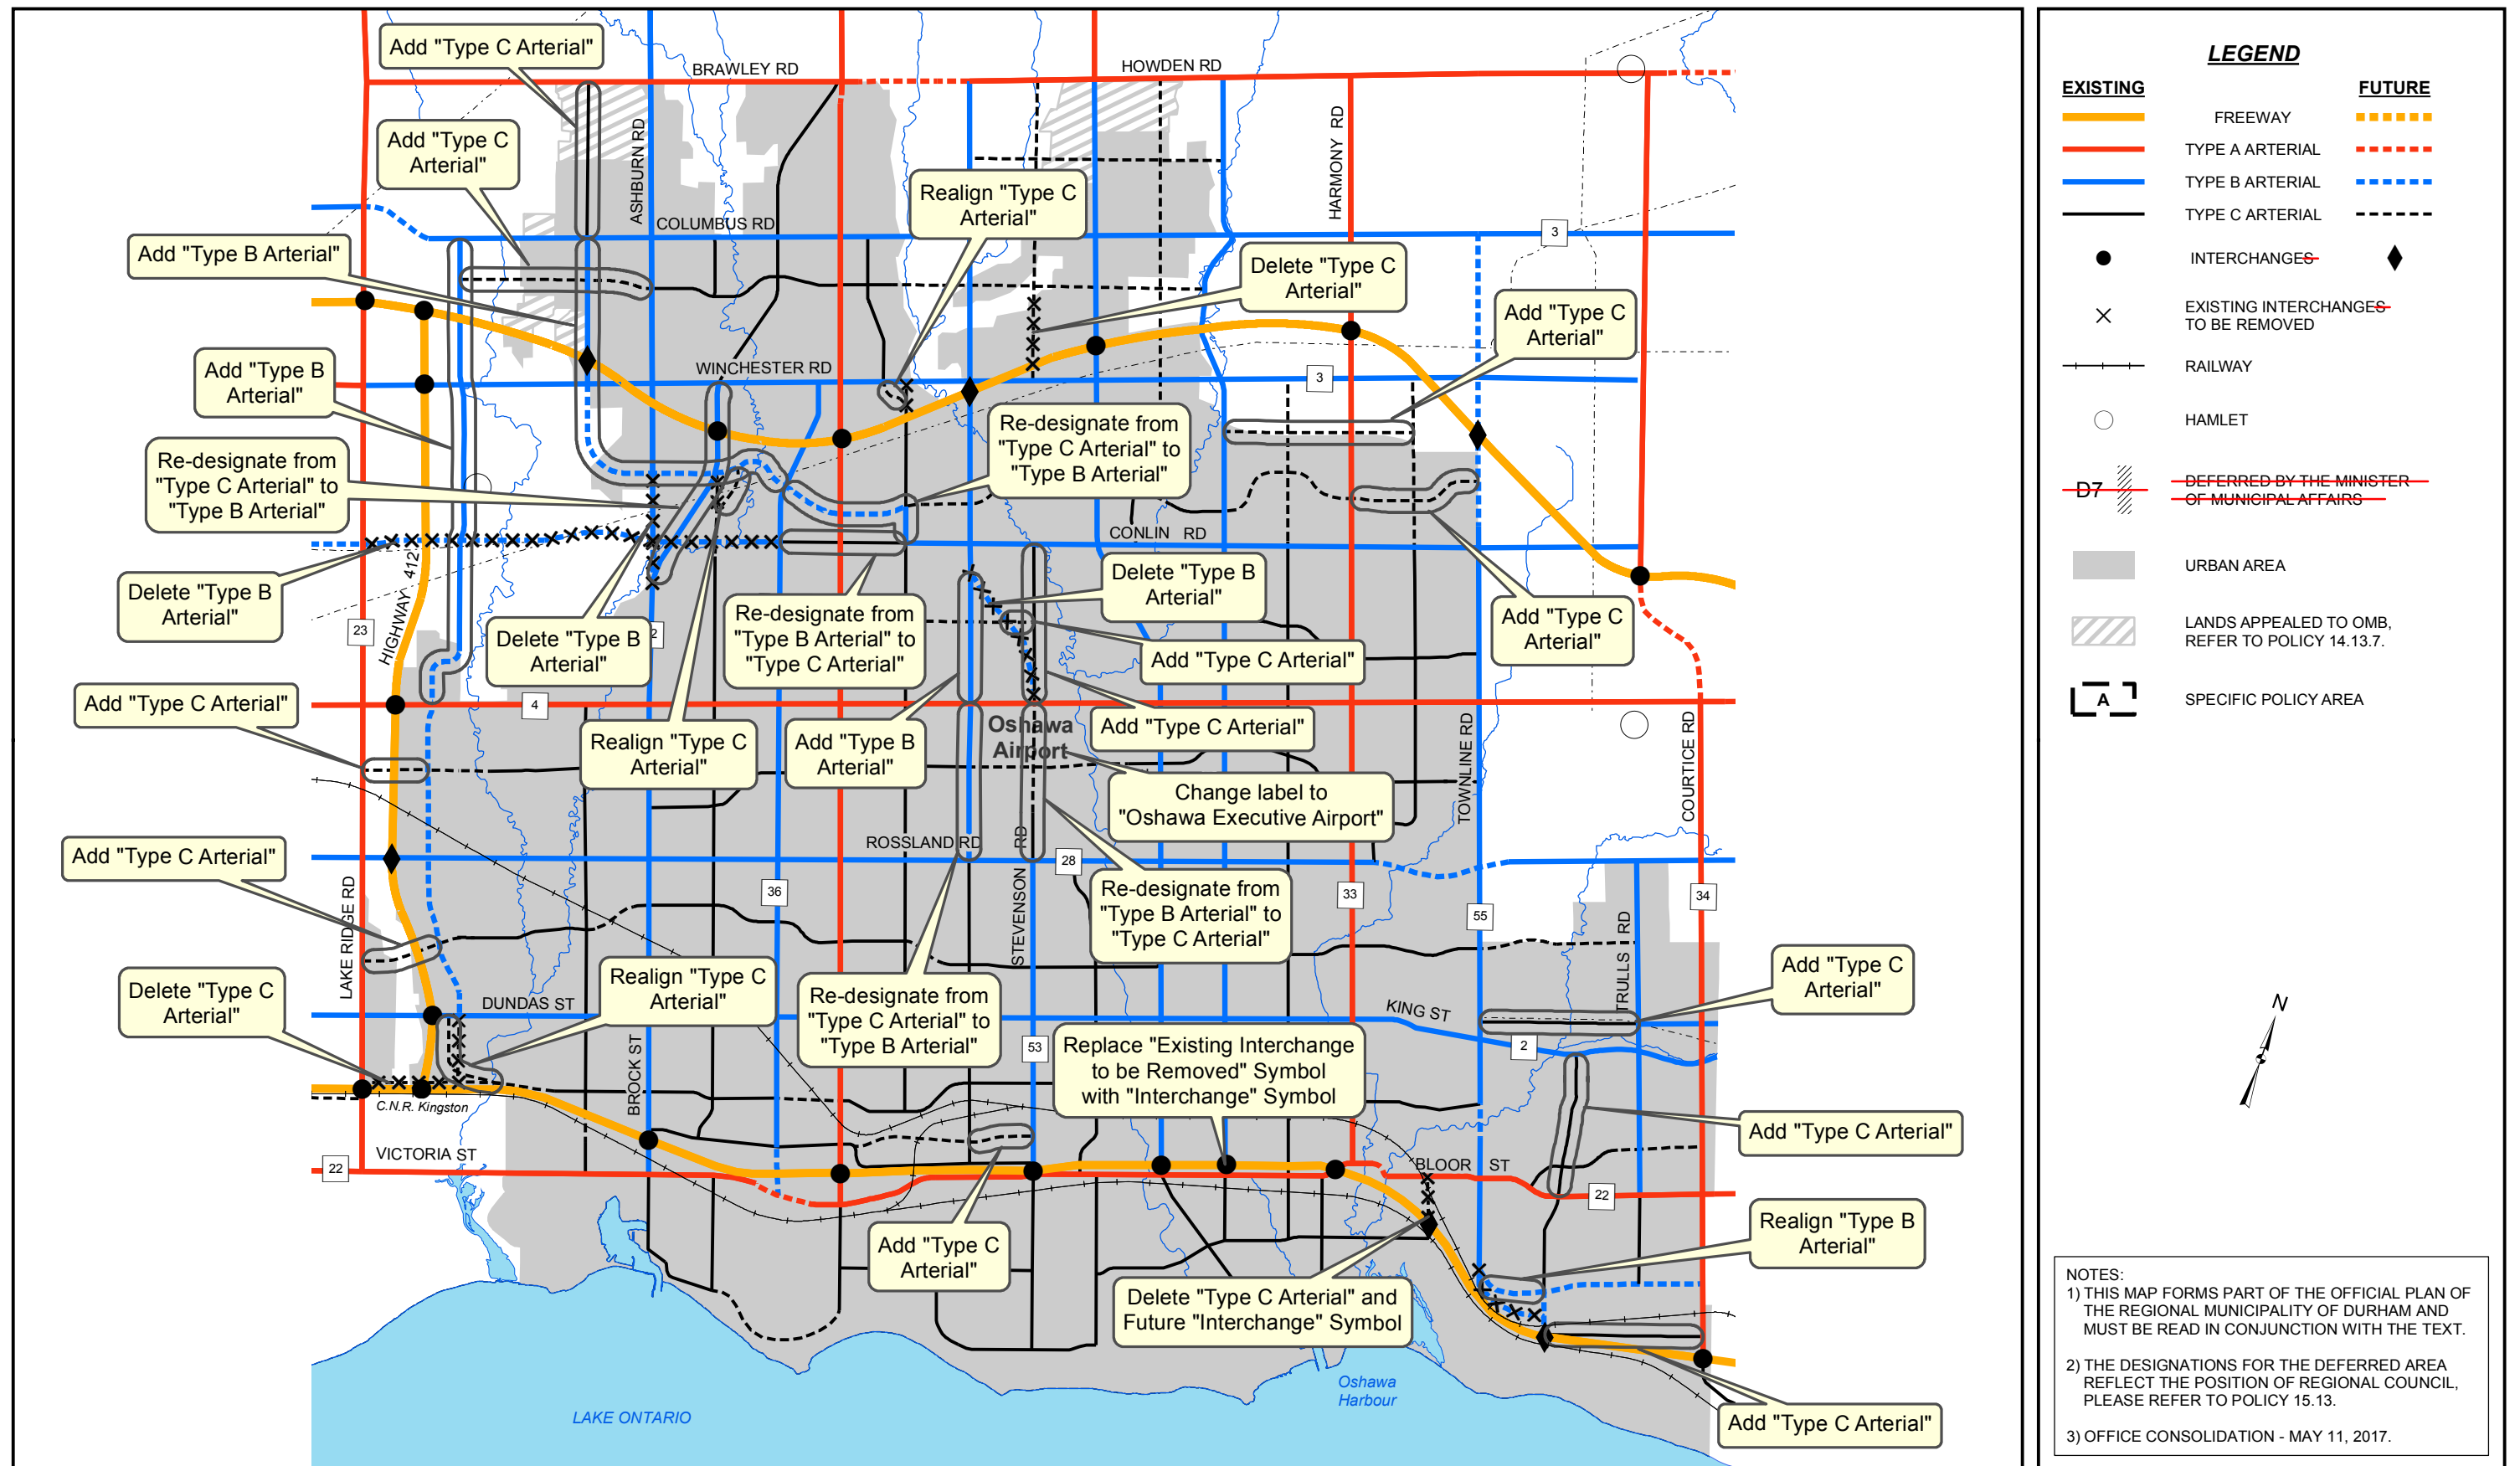 Add "Type C Arterial"
BRAWLEY RD
HOWDEN RD
Add "Type C
Arterial"
ASHBURN RD
HARMONY RD
Realign "Type C
Arterial"
COLUMBUS RD
3
Add "Type B Arterial"
Delete "Type C
Arterial"
Add "Type C
Arterial"
Add "Type B
Arterial"
WINCHESTER RD
3
Re-designate from
"Type C Arterial" to
"Type B Arterial"
Re-designate from
"Type C Arterial" to
"Type B Arterial"
CONLIN RD
HIGHWAY 412
Delete "Type B
Arterial"
Delete "Type B
Arterial"
23
2
Delete "Type B
Arterial"
Re-designate from
"Type B Arterial" to
"Type C Arterial"
Add "Type C
Arterial"
Add "Type C Arterial"
Add "Type C Arterial"
4
Realign "Type C
Arterial"
Add "Type B
Arterial"
Oshawa
Airport
Add "Type C Arterial"
TOWNLINE RD
COURTICE RD
Change label to
"Oshawa Executive Airport"
Add "Type C Arterial"
ROSSLAND RD
STEVENSON RD
28
36
33
55
34
Re-designate from
"Type B Arterial" to
"Type C Arterial"
LAKE RIDGE RD
TRULLS RD
Delete "Type C
Arterial"
DUNDAS ST
Realign "Type C
Arterial"
Re-designate from
"Type C Arterial" to
"Type B Arterial"
KING ST
Add "Type C
Arterial"
BROCK ST
53
2
Replace "Existing Interchange
to be Removed" Symbol
with "Interchange" Symbol
C.N.R. Kingston
Add "Type C Arterial"
VICTORIA ST
22
BLOOR ST
22
Add "Type C
Arterial"
Realign "Type B
Arterial"
Delete "Type C Arterial" and
Future "Interchange" Symbol
Oshawa
Harbour
LAKE ONTARIO
Add "Type C Arterial"
LEGEND
EXISTING
FUTURE
FREEWAY
TYPE A ARTERIAL
TYPE B ARTERIAL
TYPE C ARTERIAL
INTERCHANGES
EXISTING INTERCHANGES
TO BE REMOVED
RAILWAY
HAMLET
D7
DEFERRED BY THE MINISTER
OF MUNICIPAL AFFAIRS
URBAN AREA
LANDS APPEALED TO OMB,
REFER TO POLICY 14.13.7.
A
SPECIFIC POLICY AREA
N
NOTES:
1) THIS MAP FORMS PART OF THE OFFICIAL PLAN OF
THE REGIONAL MUNICIPALITY OF DURHAM AND
MUST BE READ IN CONJUNCTION WITH THE TEXT.
2) THE DESIGNATIONS FOR THE DEFERRED AREA
REFLECT THE POSITION OF REGIONAL COUNCIL,
PLEASE REFER TO POLICY 15.13.
3) OFFICE CONSOLIDATION - MAY 11, 2017.